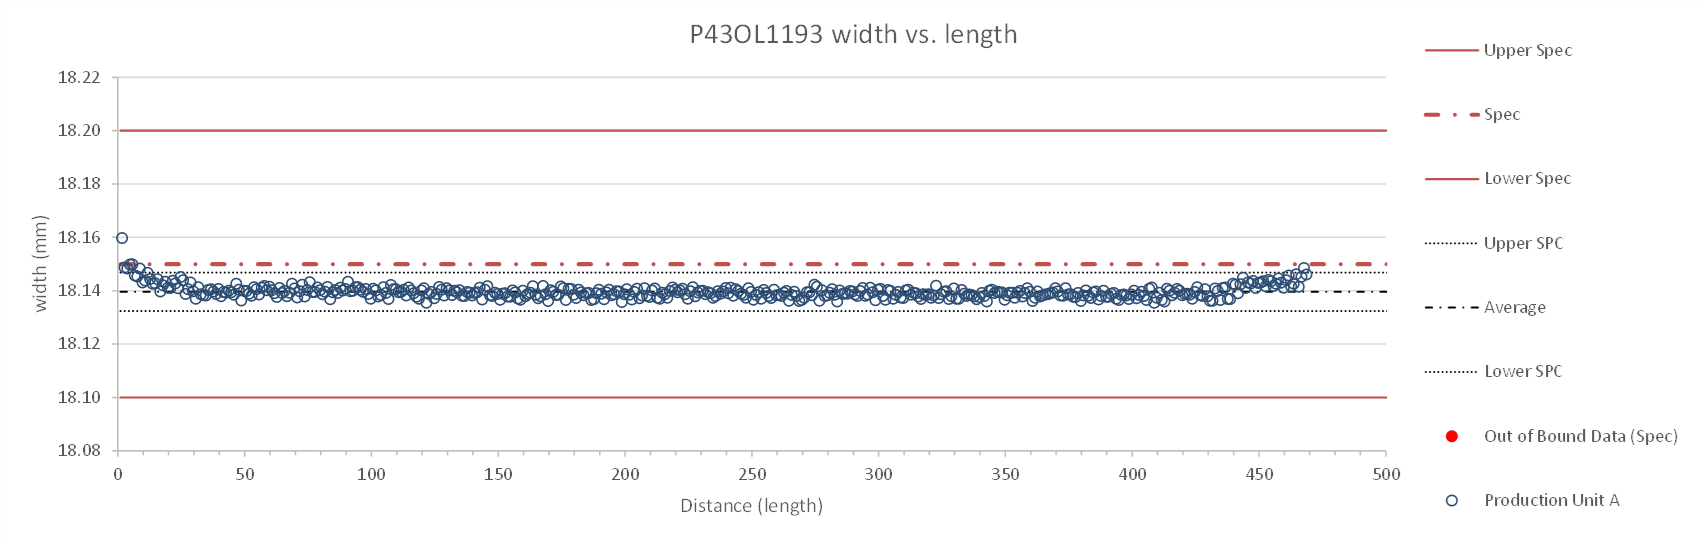 P43OL1193 width vs. length
width (mm)
18.22
18.20
18.18
18.16
18.14
18.12
18.10
18.08
0 50 100 150 200 250 300 350 400 450 500
Distance (length)
Upper Spec
Spec
Lower Spec
Upper SPC
Average
Lower SPC
Out of Bound Data (Spec)
Production Unit A